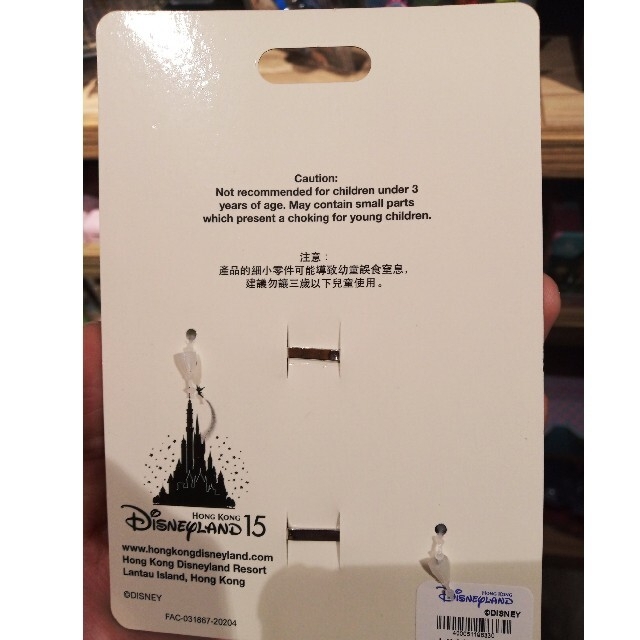 Caution:
Not recommended for children under 3
years of age. May contain small parts
which present a choking for young children.
注意：
產品的細小零件可能導致幼童誤食窒息，
建議勿讓三歲以下兒童使用。
HONG KONG
DISNEYLAND 15
www.hongkongdisneyland.com
Hong Kong Disneyland Resort
Lantau Island, Hong Kong
©DISNEY
FAC-031667-20204
HONG KONG
DISNEYLAND
©DISNEY